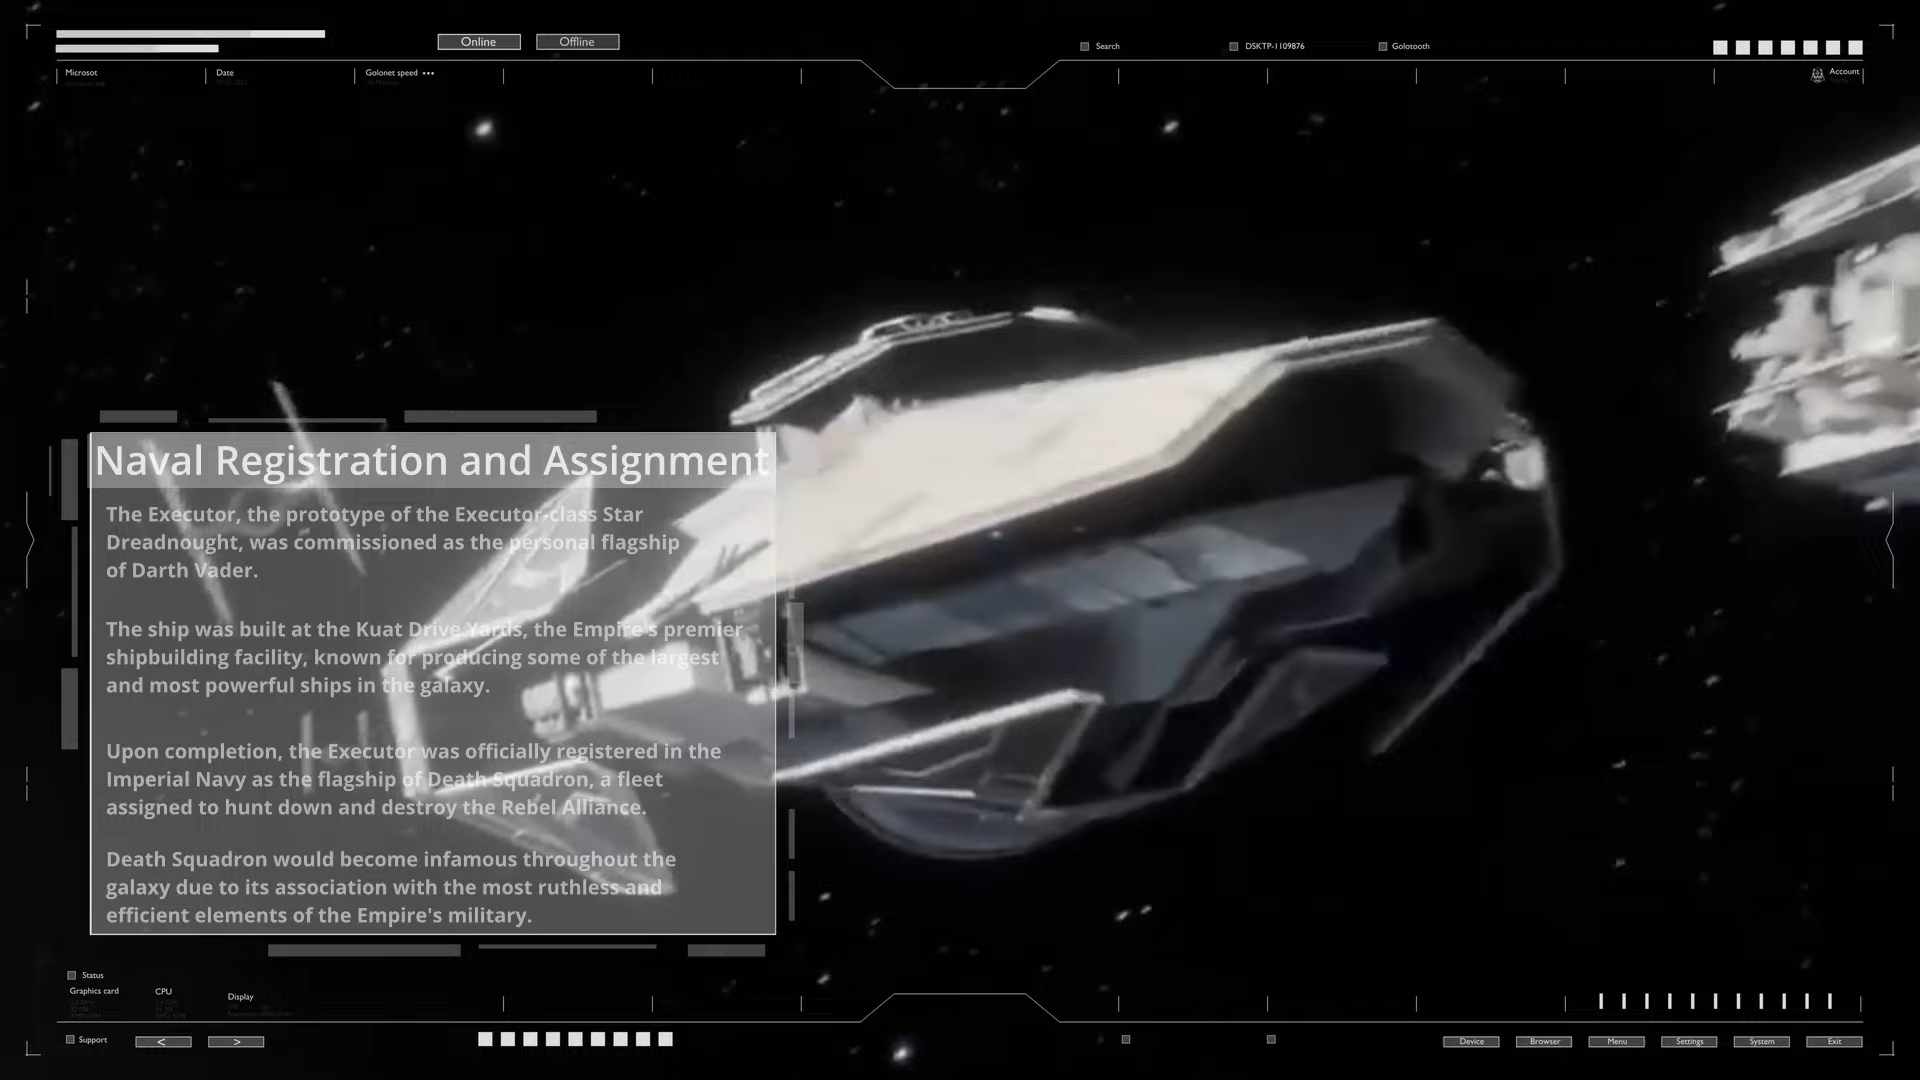 Online
Offline
Search
DSKTP-1109876
Golotooth
Microsot
Date
Golonet speed •••
Account
Naval Registration and Assignment
The Executor, the prototype of the Executor-class Star
Dreadnought, was commissioned as the personal flagship
of Darth Vader.
The ship was built at the Kuat Drive Yards, the Empire's premier
shipbuilding facility, known for producing some of the largest
and most powerful ships in the galaxy.
Upon completion, the Executor was officially registered in the
Imperial Navy as the flagship of Death Squadron, a fleet
assigned to hunt down and destroy the Rebel Alliance.
Death Squadron would become infamous throughout the
galaxy due to its association with the most ruthless and
efficient elements of the Empire's military.
Status
Graphics card
CPU
Display
Support
<
>
Device
Browser
Menu
Settings
System
Exit